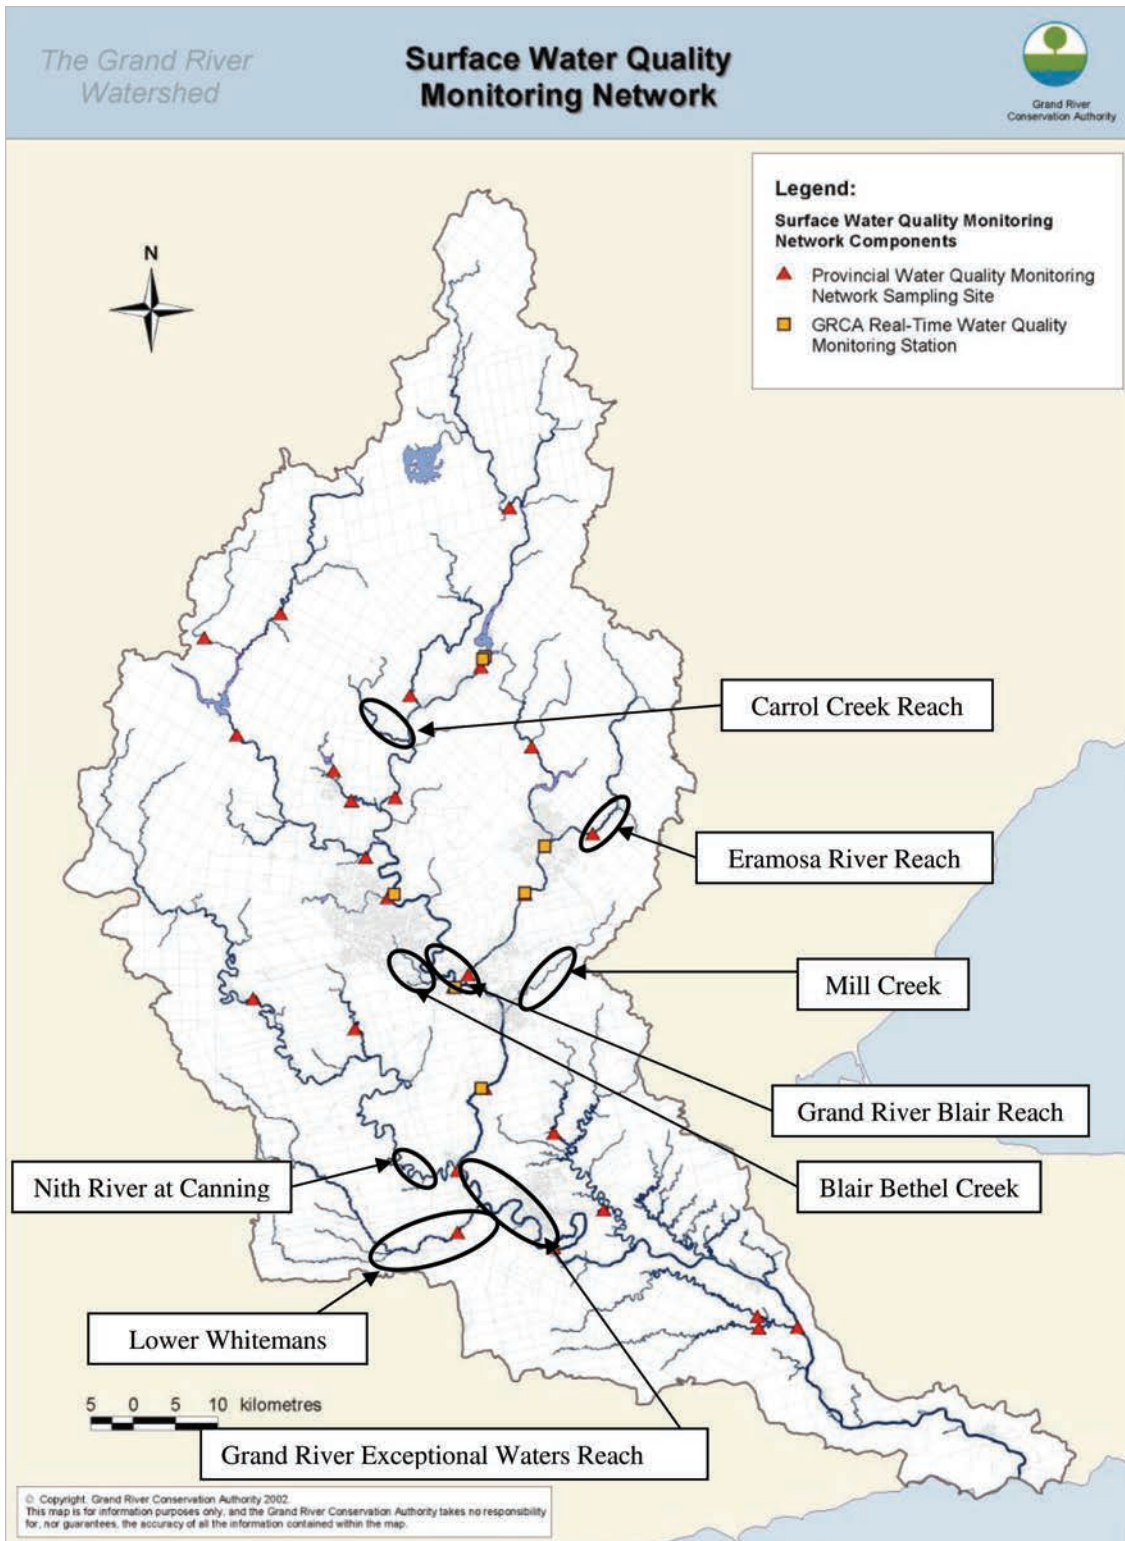 The Grand River
Watershed
Surface Water Quality
Monitoring Network
Grand River
Conservation Authority
Legend:
Surface Water Quality Monitoring
Network Components
Provincial Water Quality Monitoring
Network Sampling Site
GRCA Real-Time Water Quality
Monitoring Station
N
Carrol Creek Reach
Eramosa River Reach
Mill Creek
Grand River Blair Reach
Blair Bethel Creek
Nith River at Canning
Lower Whitemans
5 0 5 10 kilometres
Grand River Exceptional Waters Reach
© Copyright. Grand River Conservation Authority 2002.
This map is for information purposes only, and the Grand River Conservation Authority takes no responsibility
for, nor guarantees, the accuracy of all the information contained within the map.